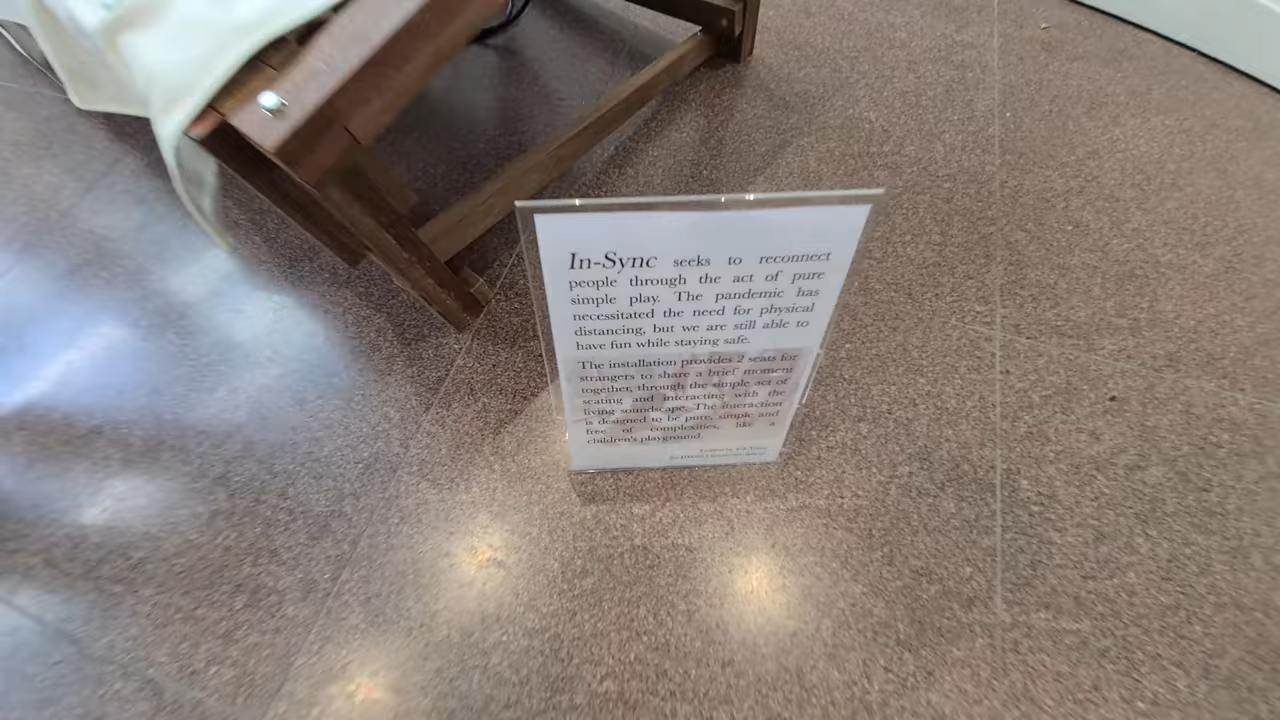 In-Sync seeks to reconnect
people through the act of pure
simple play. The pandemic has
necessitated the need for physical
distancing, but we are still able to
have fun while staying safe.
The installation provides 2 seats for
strangers to share a brief moment
together, through the simple act of
seating and interacting with the
living soundscape. The interaction
is designed to be pure, simple and
free of complexities, like a
children's playground.